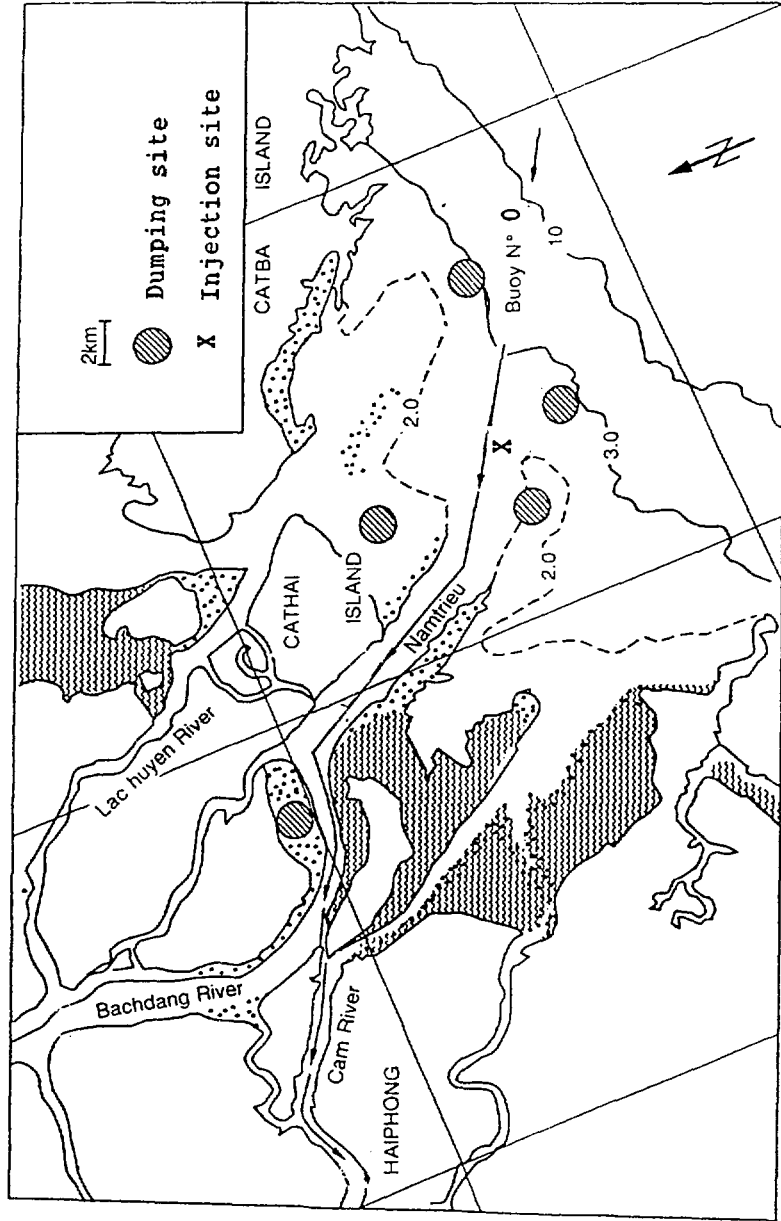 2km
Dumping site
X Injection site
CATBA
ISLAND
CATHAI
ISLAND
Lac huyen River
Bachdang River
Cam River
HAIPHONG
Namtrieu
2.0
2.0
3.0
10
X
Buoy N° 0
N